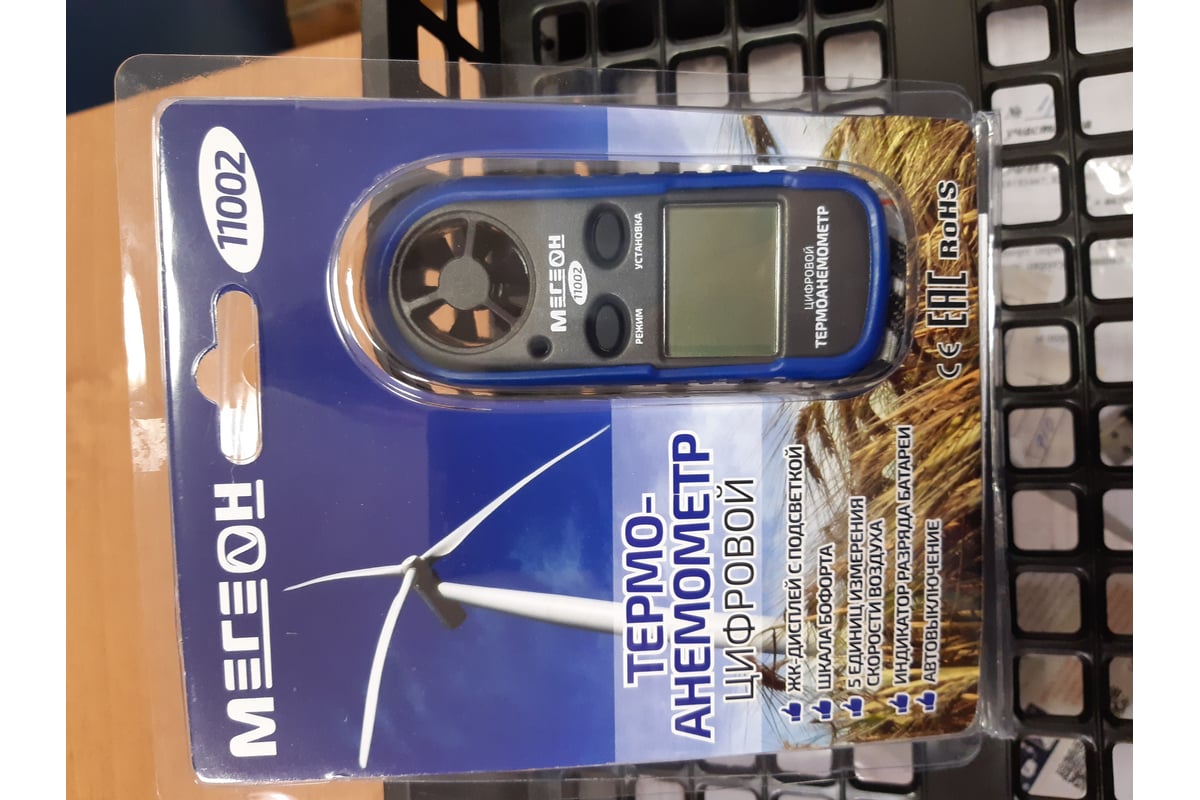 МЕГЕОН
11002
МЕГЕОН
11002
РЕЖИМ
УСТАНОВКА
ЦИФРОВОЙ
ТЕРМОАНЕМОМЕТР
ТЕРМО-
АНЕМОМЕТР
ЦИФРОВОЙ
ЖК-ДИСПЛЕЙ С ПОДСВЕТКОЙ
ШКАЛА БОФОРТА
5 ЕДИНИЦ ИЗМЕРЕНИЯ
СКОРОСТИ ВОЗДУХА
ИНДИКАТОР РАЗРЯДА БАТАРЕИ
АВТОВЫКЛЮЧЕНИЕ
CE EAC RoHS